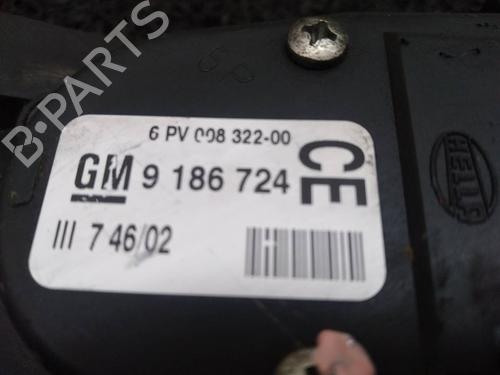 6 PV 008 322-00
GM 9 186 724
CE
III 7 46/02
HELLA
B-PARTS